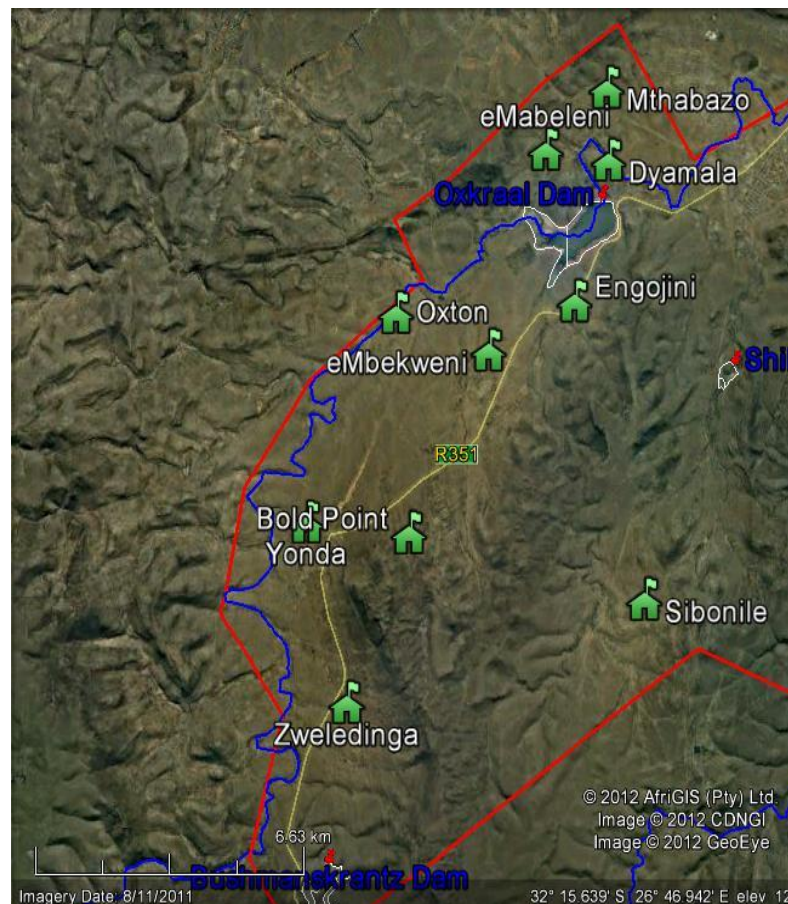 Mthabazo
eMabeleni
Dyamala
Oxkraal Dam
Engojini
Oxton
eMbekweni
Shi
R351
Bold Point
Yonda
Sibonile
Zweledinga
© 2012 AfriGIS (Pty) Ltd.
Image © 2012 CDNGI
Image © 2012 GeoEye
6.63 km
Bushmanskrantz Dam
Imagery Date: 8/11/2011
32° 15.639' S 26° 46.942' E elev 12